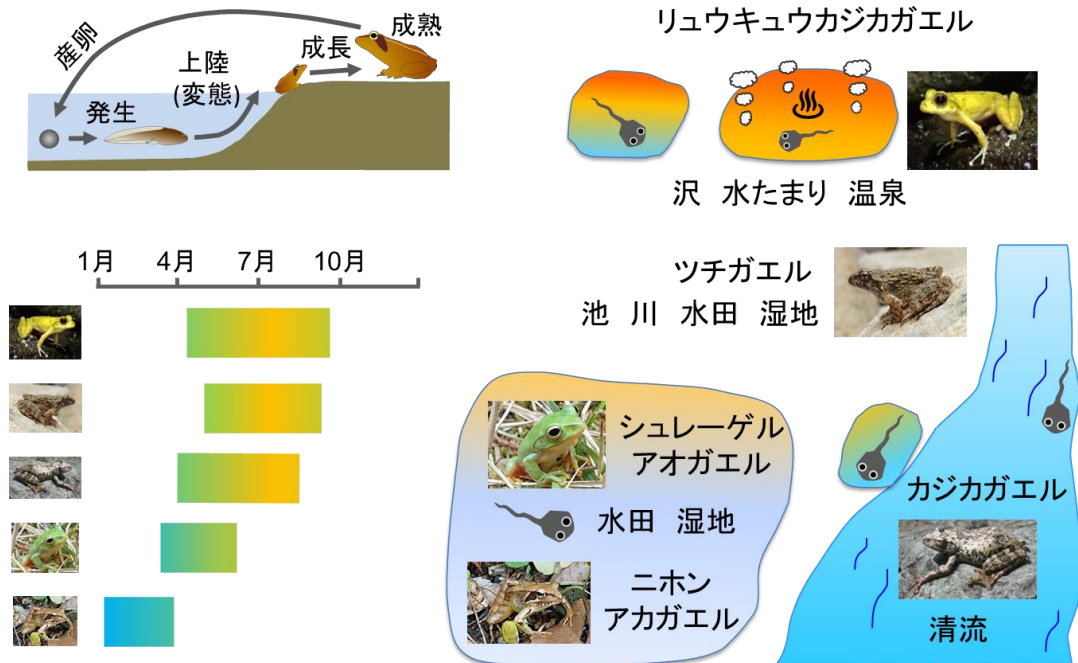 産卵
成熟
成長
上陸
(変態)
発生
リュウキュウカジカガエル
沢 水たまり 温泉
1月 4月 7月 10月
ツチガエル
池 川 水田 湿地
シュレーゲル
アオガエル
水田 湿地
ニホン
アカガエル
カジカガエル
清流